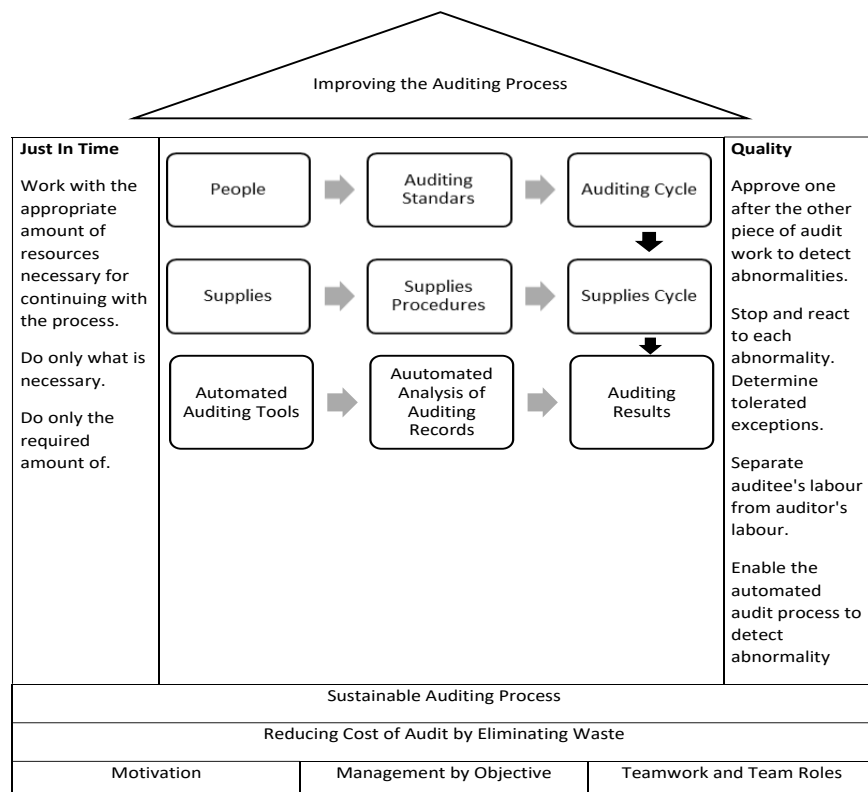 Improving the Auditing Process
Just In Time
Work with the
appropriate
amount of
resources
necessary for
continuing with
the process.
Do only what is
necessary.
Do only the
required
amount of.
People
Auditing
Standars
Auditing Cycle
Supplies
Supplies
Procedures
Supplies Cycle
Automated
Auditing Tools
Auutomated
Analysis of
Auditing
Records
Auditing
Results
Quality
Approve one
after the other
piece of audit
work to detect
abnormalities.
Stop and react
to each
abnormality.
Determine
tolerated
exceptions.
Separate
auditee's labour
from auditor's
labour.
Enable the
automated
audit process to
detect
abnormality
Sustainable Auditing Process
Reducing Cost of Audit by Eliminating Waste
Motivation
Management by Objective
Teamwork and Team Roles